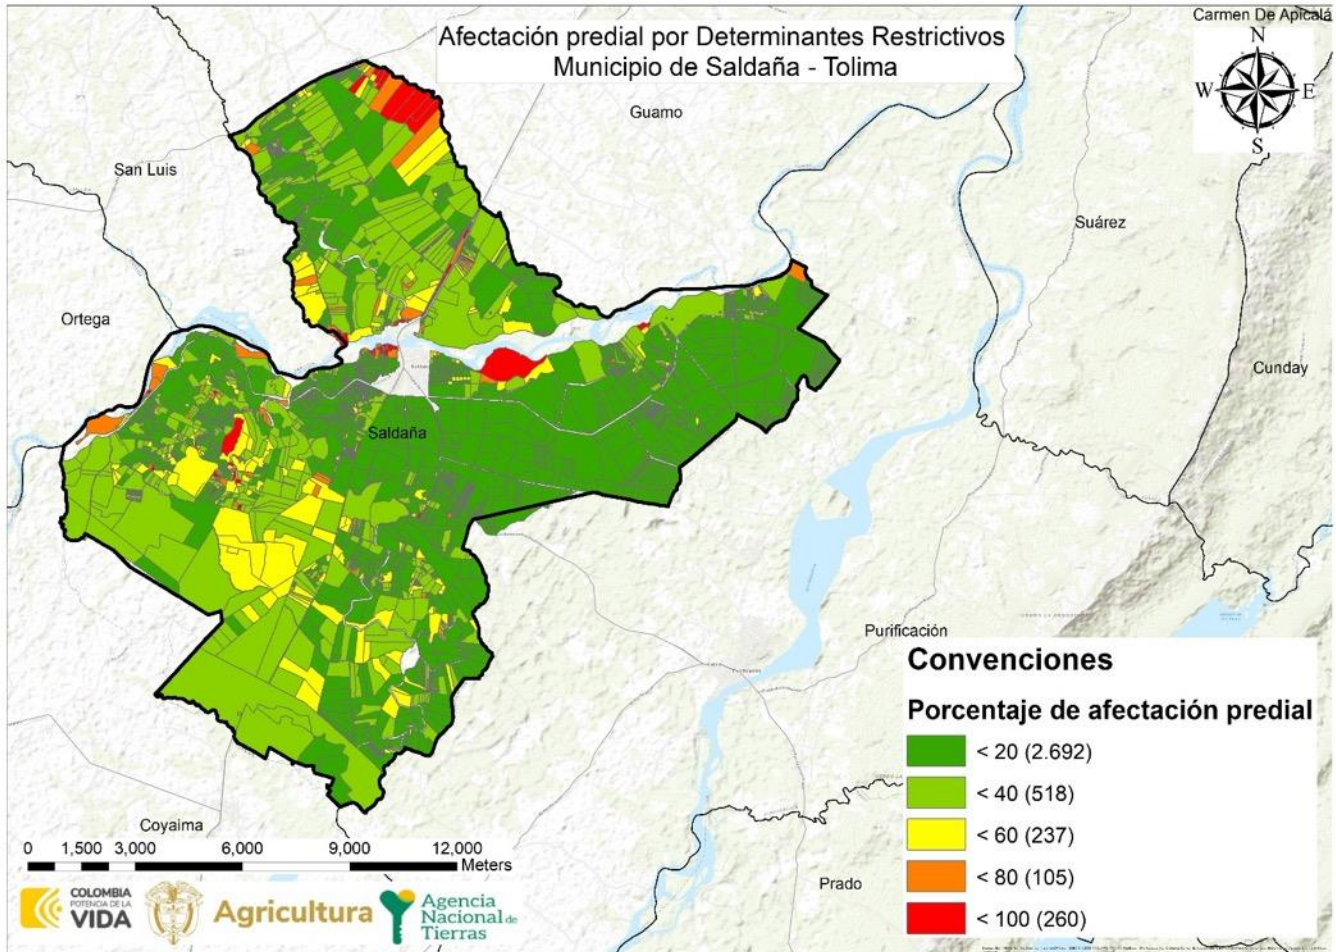 Afectación predial por Determinantes Restrictivos
Municipio de Saldaña - Tolima
Carmen De Apicalá
N
W E
S
Guamo
San Luis
Suárez
Ortega
Cunday
Saldaña
Purificación
Coyaima
Prado
Convenciones
Porcentaje de afectación predial
< 20 (2.692)
< 40 (518)
< 60 (237)
< 80 (105)
< 100 (260)
0 1,500 3,000 6,000 9,000 12,000
Meters
COLOMBIA
POTENCIA DE LA
VIDA
Agricultura
Agencia
Nacional de
Tierras